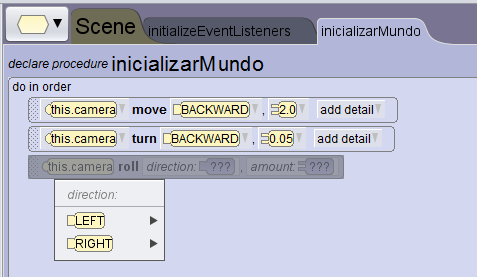 Scene initializeEventListeners inicializarMundo
declare procedure inicializarMundo
do in order
this.camera move BACKWARD , 2.0 add detail
this.camera turn BACKWARD , 0.05 add detail
this.camera roll direction: ??? , amount: ???
direction:
LEFT
RIGHT